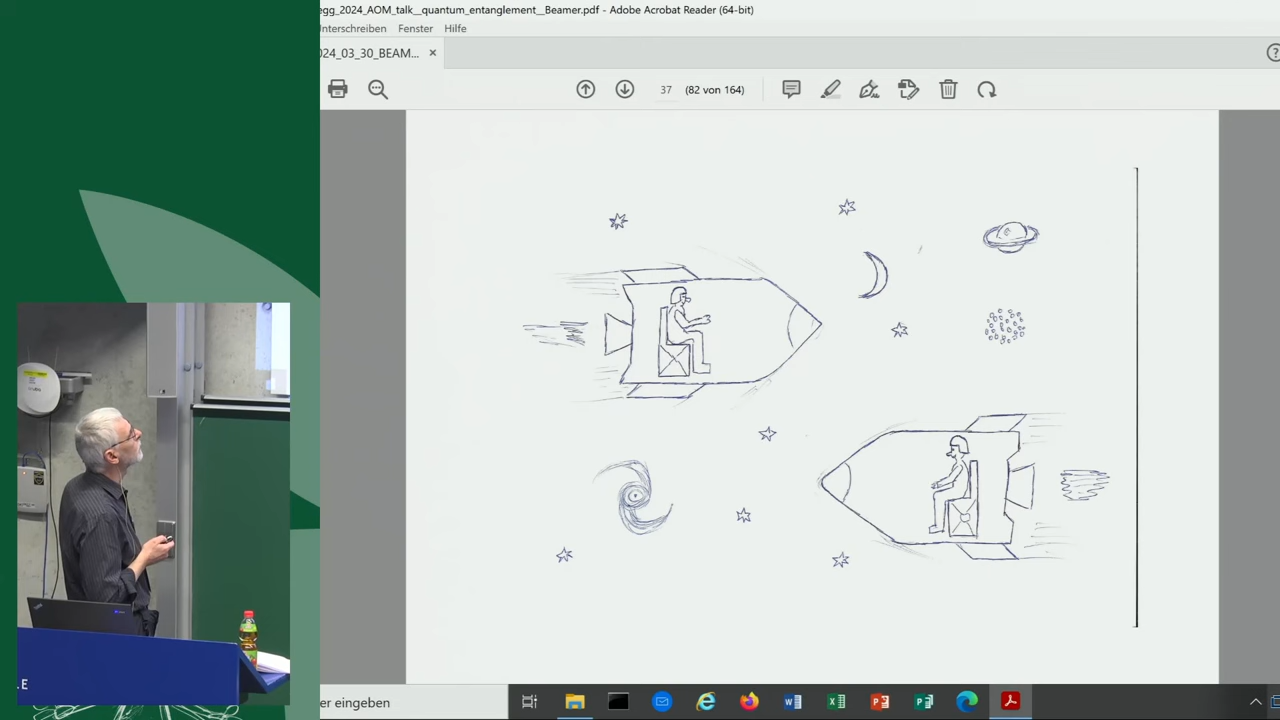 egg_2024_AOM_talk__quantum_entanglement__Beamer.pdf - Adobe Acrobat Reader (64-bit)
Unterschreiben Fenster Hilfe
024_03_30_BEAM... ×
37 (82 von 164)
er eingeben
L E